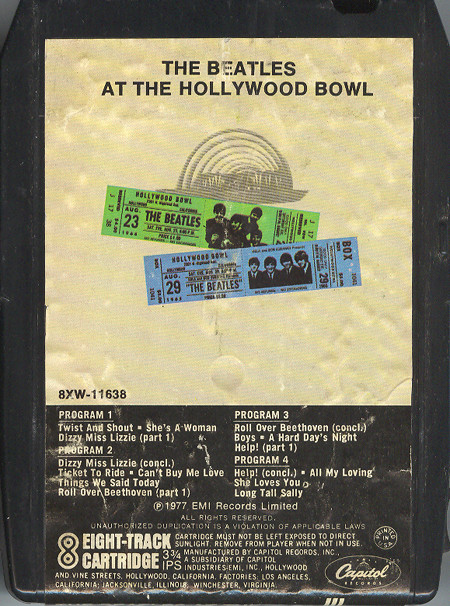 THE BEATLES
AT THE HOLLYWOOD BOWL
HOLLYWOOD BOWL
AUG. 23 1964
THE BEATLES
HOLLYWOOD BOWL
AUG. 29 1965
"THE BEATLES"
BOX
8XW-11638
PROGRAM 1
Twist And Shout • She's A Woman
Dizzy Miss Lizzie (part 1)
PROGRAM 2
Dizzy Miss Lizzie (concl.)
Ticket To Ride • Can't Buy Me Love
Things We Said Today
Roll Over Beethoven (part 1)
PROGRAM 3
Roll Over Beethoven (concl.)
Boys • A Hard Day's Night
Help! (part 1)
PROGRAM 4
Help! (concl.) • All My Loving
She Loves You
Long Tall Sally
Ⓟ1977 EMI Records Limited
ALL RIGHTS RESERVED.
UNAUTHORIZED DUPLICATION IS A VIOLATION OF APPLICABLE LAWS
8 EIGHT-TRACK CARTRIDGE
3¾ IPS
CARTRIDGE MUST NOT BE LEFT EXPOSED TO DIRECT
SUNLIGHT. REMOVE FROM PLAYER WHEN NOT IN USE.
MANUFACTURED BY CAPITOL RECORDS, INC.,
A SUBSIDIARY OF CAPITOL
INDUSTRIES-EMI, INC., HOLLYWOOD
AND VINE STREETS, HOLLYWOOD, CALIFORNIA. FACTORIES: LOS ANGELES,
CALIFORNIA; JACKSONVILLE, ILLINOIS; WINCHESTER, VIRGINIA.
PRINTED IN U.S.A.
Capitol
RECORDS